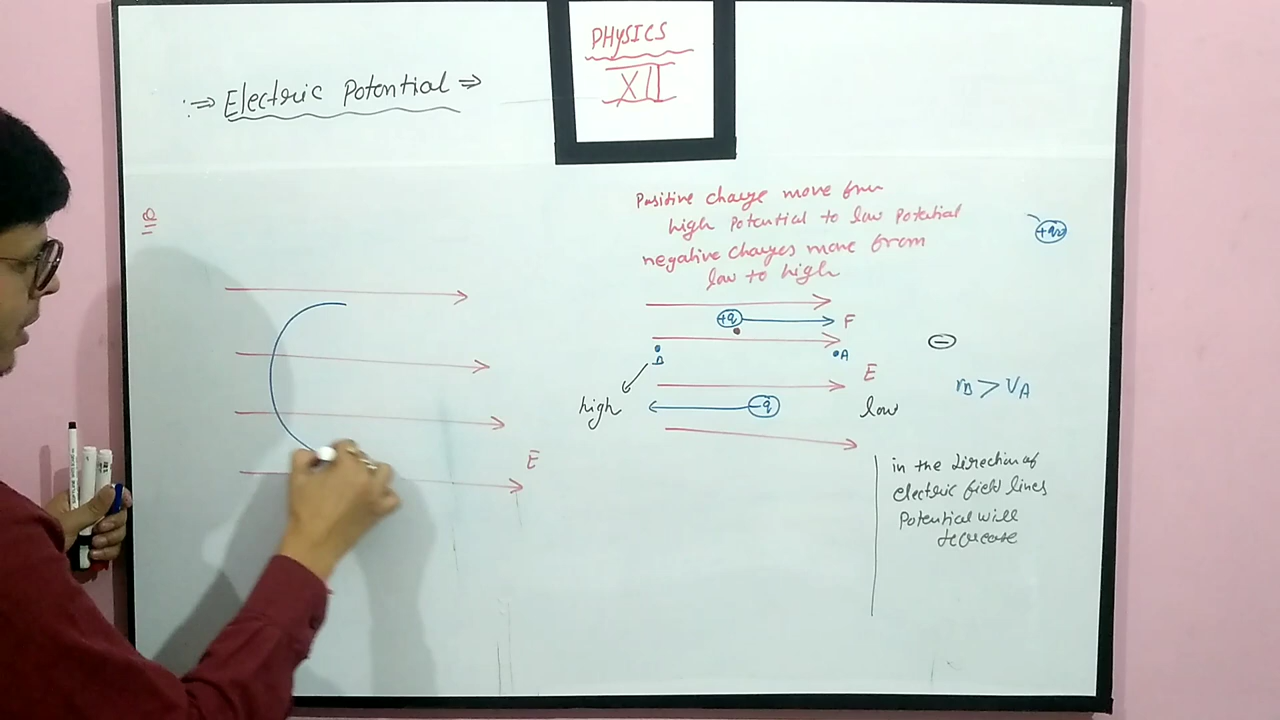 PHYSICS
XII
:⇒ Electric Potential ⇒
Q
Positive charge move from
high Potential to low Potential
negative charges move from
low to high
+q₀
+q F
B A
E
high -q low
−
VB > VA
E
in the direction of
electric field lines
Potential will
decrease